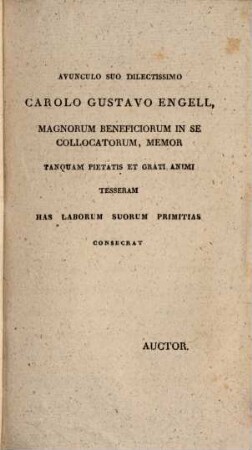 AVUNCULO SUO DILECTISSIMO
CAROLO GUSTAVO ENGELL,
MAGNORUM BENEFICIORUM IN SE
COLLOCATORUM, MEMOR
TANQUAM PIETATIS ET GRATI ANIMI
TESSERAM
HAS LABORUM SUORUM PRIMITIAS
CONSECRAT
AUCTOR.